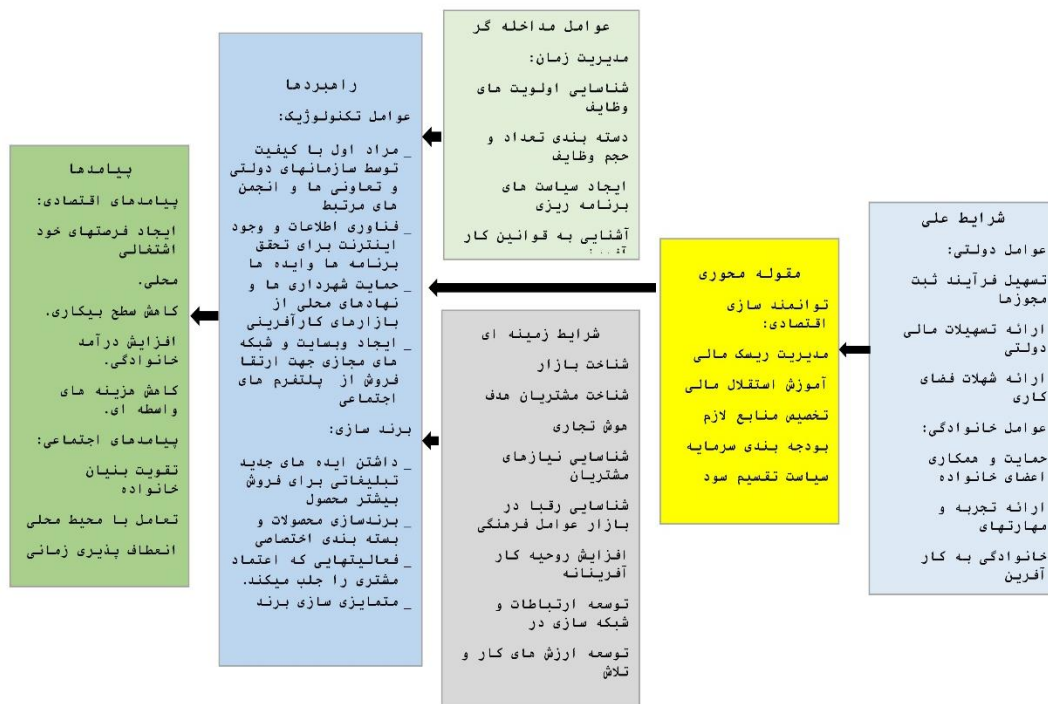 شرایط علی
عوامل دولتی:
تسهیل فرآیند ثبت
مجوزها
ارائه تسهیلات مالی
دولتی
ارائه شهلات فضای
کاری
عوامل خانوادگی:
حمایت و همکاری
اعضای خانواده
ارائه تجربه و
مهارتهای
خانوادگی به کار
آفرین
مقوله محوری
توانمند سازی
اقتصادی:
مدیریت ریسک مالی
آموزش استقلال مالی
تخصیص منابع لازم
بودجه بندی سرمایه
سیاست تقسیم سود
عوامل مداخله گر
مدیریت زمان:
شناسایی اولویت های
وظایف
دسته بندی تعداد و
حجم وظایف
ایجاد سیاست های
برنامه ریزی
آشنایی به قوانین کار
شرایط زمینه ای
شناخت بازار
شناخت مشتریان هدف
هوش تجاری
شناسایی نیازهای
مشتریان
شناسایی رقبا در
بازار عوامل فرهنگی
افزایش روحیه کار
آفرینانه
توسعه ارتباطات و
شبکه سازی در
توسعه ارزش های کار و
تلاش
راهبردها
عوامل تکنولوژیک:
_ مراد اول با کیفیت
توسط سازمانهای دولتی
و تعاونی ها و انجمن
های مرتبط
_ فناوری اطلاعات و وجود
اینترنت برای تحقق
برنامه ها وایده ها
_ حمایت شهرداری ها و
نهادهای محلی از
بازارهای کارآفرینی
_ ایجاد وبسایت و شبکه
های مجازی جهت ارتقا
فروش از پلتفرم های
اجتماعی
برند سازی:
_ داشتن ایده های جدید
تبلیغاتی برای فروش
بیشتر محصول
_ برندسازی محصولات و
بسته بندی اختصاصی
_ فعالیتهایی که اعتماد
مشتری را جلب میکند.
_ متمایزی سازی برند
پیامدها
پیامدهای اقتصادی:
ایجاد فرصتهای خود
اشتغالی
محلی.
کاهش سطح بیکاری.
افزایش درآمد
خانوادگی.
کاهش هزینه های
واسطه ای.
پیامدهای اجتماعی:
تقویت بنیان
خانواده
تعامل با محیط محلی
انعطاف پذیری زمانی